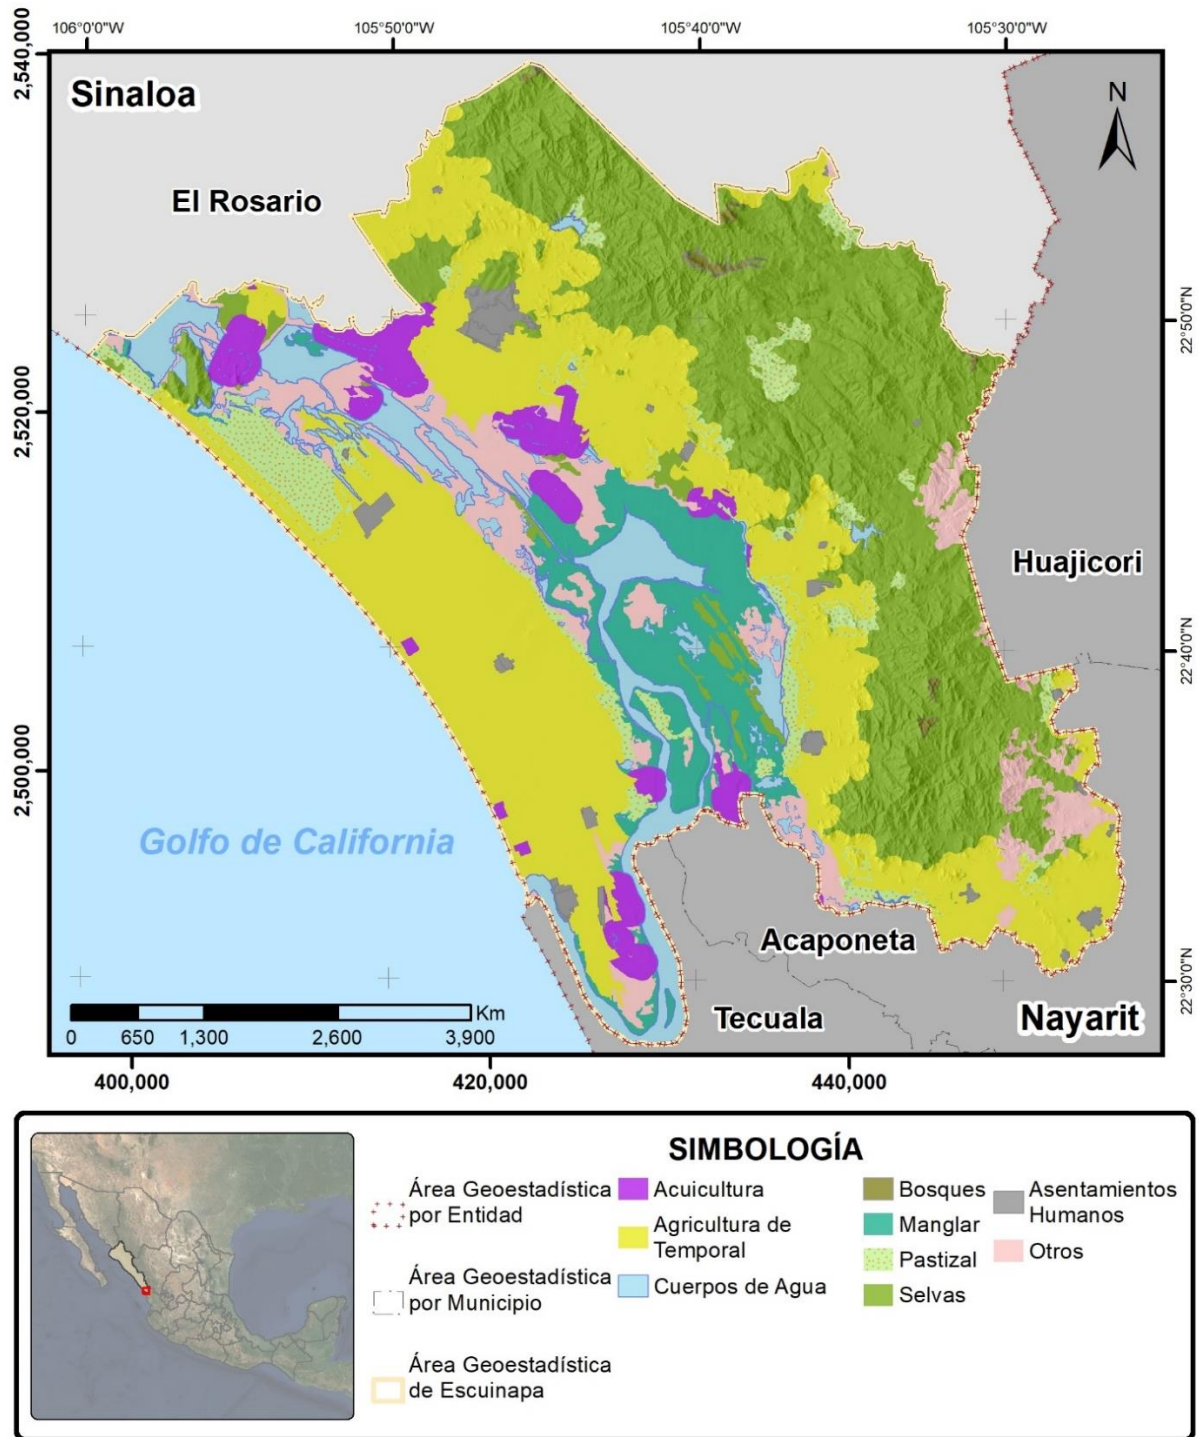 106°0'0"W
105°50'0"W
105°40'0"W
105°30'0"W
2,540,000
2,520,000
2,500,000
Sinaloa
N
El Rosario
22°50'0"N
Huajicori
22°40'0"N
Golfo de California
Acaponeta
22°30'0"N
Tecuala
Nayarit
Km
0 650 1,300 2,600 3,900
400,000
420,000
440,000
SIMBOLOGÍA
Área Geoestadística
por Entidad
Área Geoestadística
por Municipio
Área Geoestadística
de Escuinapa
Acuicultura
Agricultura de
Temporal
Cuerpos de Agua
Bosques
Manglar
Pastizal
Selvas
Asentamientos
Humanos
Otros